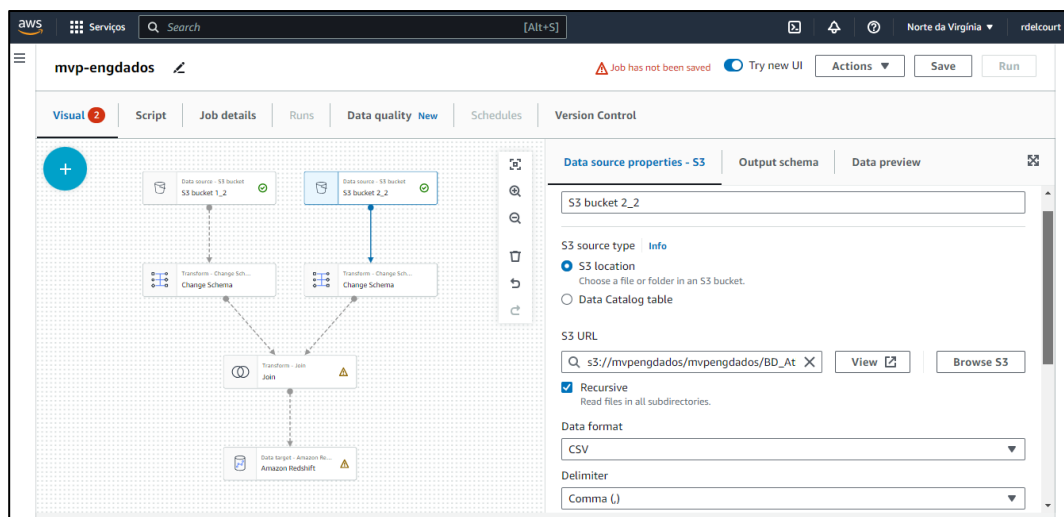 aws
Serviços
Search
[Alt+S]
Norte da Virgínia ▼
rdelcourt
mvp-engdados
Job has not been saved
Try new UI
Actions ▼
Save
Run
Visual 2
Script
Job details
Runs
Data quality New
Schedules
Version Control
Data source - S3 bucket
S3 bucket 1_2
Data source - S3 bucket
S3 bucket 2_2
Transform - Change Sch...
Change Schema
Transform - Change Sch...
Change Schema
Transform - Join
Join
Data target - Amazon Re...
Amazon Redshift
Data source properties - S3
Output schema
Data preview
S3 bucket 2_2
S3 source type
Info
S3 location
Choose a file or folder in an S3 bucket.
Data Catalog table
S3 URL
s3://mvpengdados/mvpengdados/BD_At
View
Browse S3
Recursive
Read files in all subdirectories.
Data format
CSV
Delimiter
Comma (,)